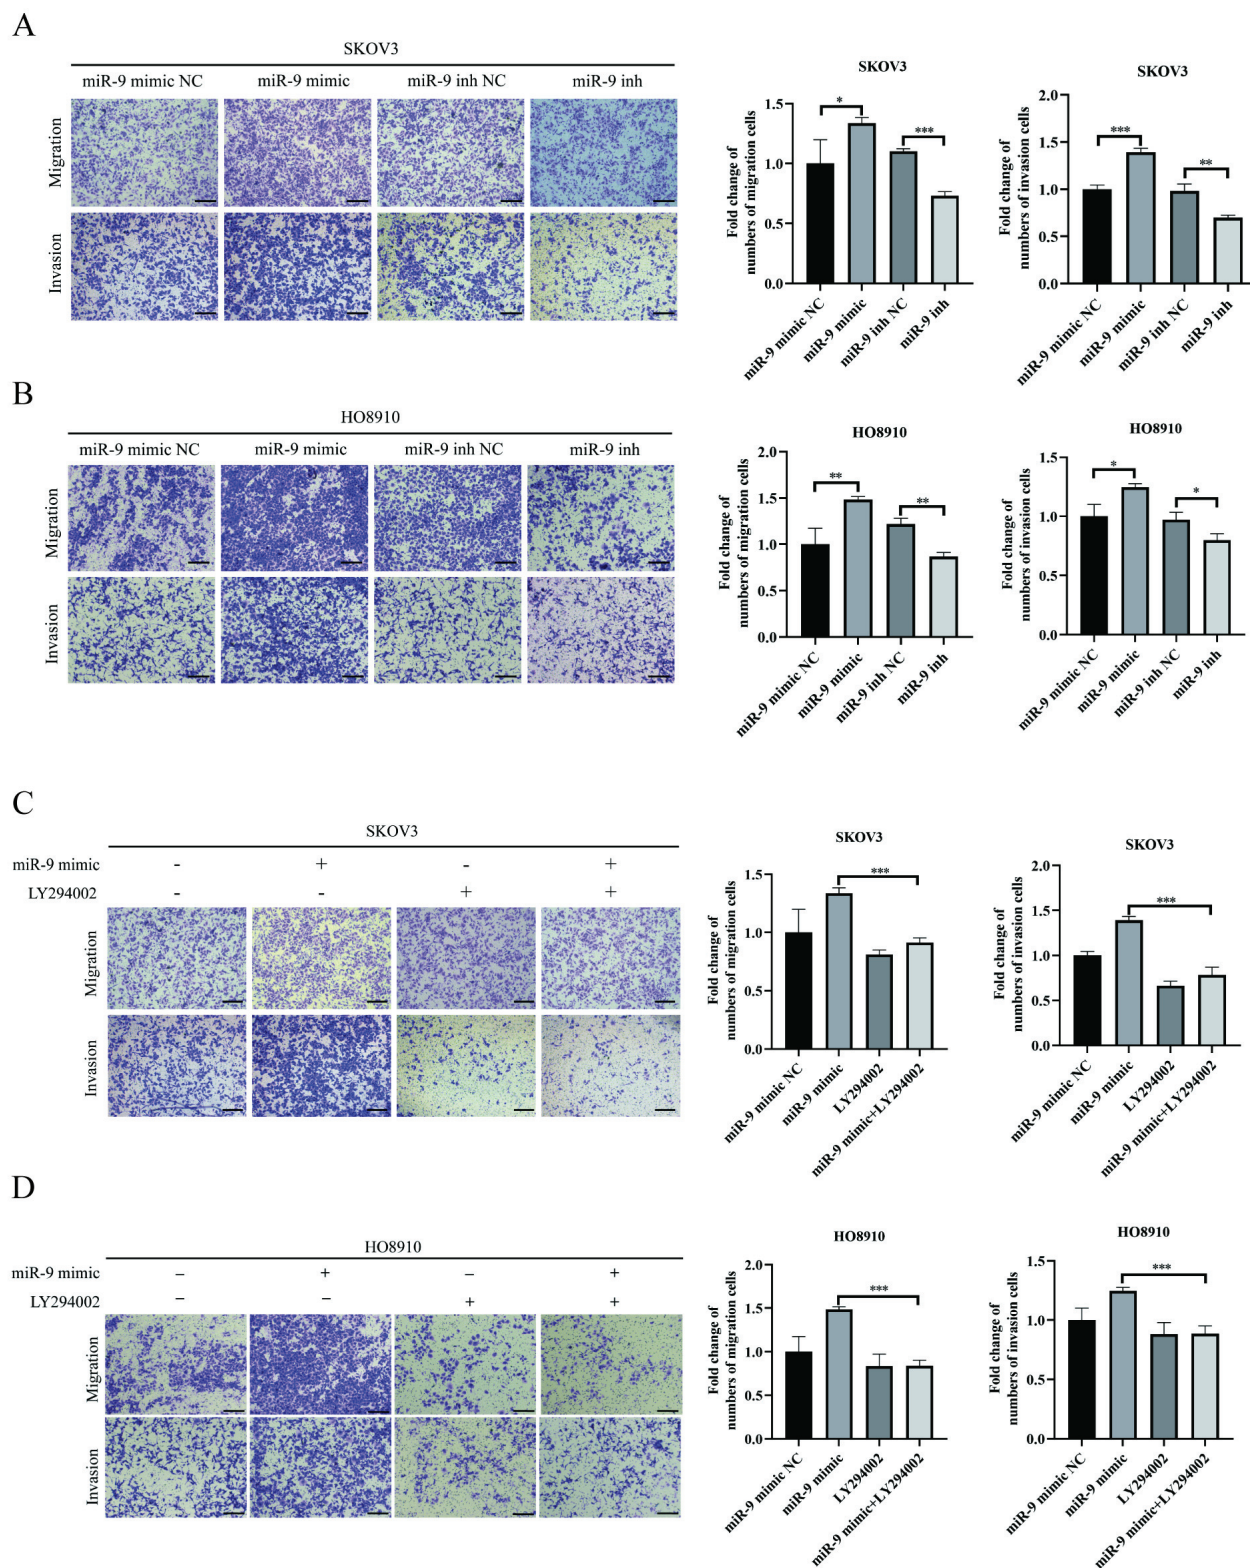 A
SKOV3
miR-9 mimic NC miR-9 mimic miR-9 inh NC miR-9 inh
Migration
Invasion
SKOV3
Fold change of
numbers of migration cells
1.5
1.0
0.5
0.0
* ***
miR-9 mimic NC
miR-9 mimic
miR-9 inh NC
miR-9 inh
SKOV3
Fold change of
numbers of invasion cells
2.0
1.5
1.0
0.5
0.0
*** **
miR-9 mimic NC
miR-9 mimic
miR-9 inh NC
miR-9 inh
B
HO8910
miR-9 mimic NC miR-9 mimic miR-9 inh NC miR-9 inh
Migration
Invasion
HO8910
Fold change of
numbers of migration cells
2.0
1.5
1.0
0.5
0.0
** **
miR-9 mimic NC
miR-9 mimic
miR-9 inh NC
miR-9 inh
HO8910
Fold change of
numbers of invasion cells
1.5
1.0
0.5
0.0
* *
miR-9 mimic NC
miR-9 mimic
miR-9 inh NC
miR-9 inh
C
SKOV3
miR-9 mimic - + - +
LY294002 - - + +
Migration
Invasion
SKOV3
Fold change of
numbers of migration cells
1.5
1.0
0.5
0.0
***
miR-9 mimic NC
miR-9 mimic
LY294002
miR-9 mimic+LY294002
SKOV3
Fold change of
numbers of invasion cells
2.0
1.5
1.0
0.5
0.0
***
miR-9 mimic NC
miR-9 mimic
LY294002
miR-9 mimic+LY294002
D
HO8910
miR-9 mimic – + – +
LY294002 – – + +
Migration
Invasion
HO8910
Fold change of
numbers of migration cells
2.0
1.5
1.0
0.5
0.0
***
miR-9 mimic NC
miR-9 mimic
LY294002
miR-9 mimic+LY294002
HO8910
Fold change of
numbers of invasion cells
1.5
1.0
0.5
0.0
***
miR-9 mimic NC
miR-9 mimic
LY294002
miR-9 mimic+LY294002